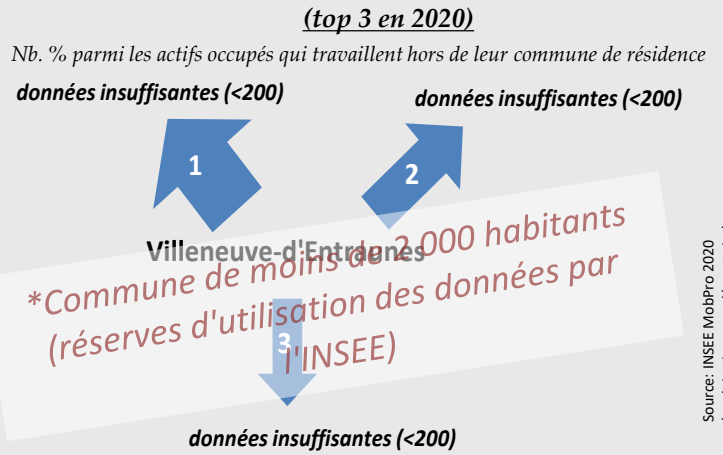 (top 3 en 2020)
Nb. % parmi les actifs occupés qui travaillent hors de leur commune de résidence
données insuffisantes (<200)
données insuffisantes (<200)
1
2
Villeneuve-d'Entraunes
*Commune de moins de 2 000 habitants
(réserves d'utilisation des données par
l'INSEE)
3
données insuffisantes (<200)
Source: INSEE MobPro 2020